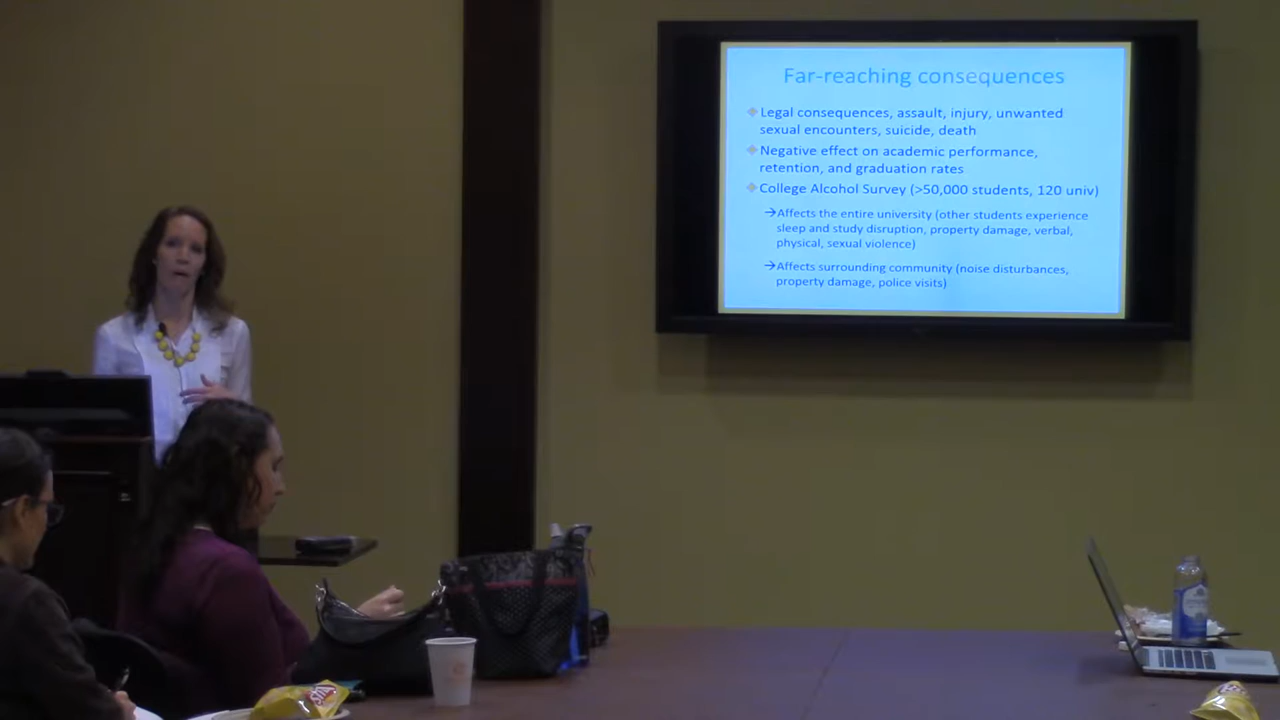 Far-reaching consequences
Legal consequences, assault, injury, unwanted
sexual encounters, suicide, death
Negative effect on academic performance,
retention, and graduation rates
College Alcohol Survey (>50,000 students, 120 univ)
→Affects the entire university (other students experience
sleep and study disruption, property damage, verbal,
physical, sexual violence)
→Affects surrounding community (noise disturbances,
property damage, police visits)